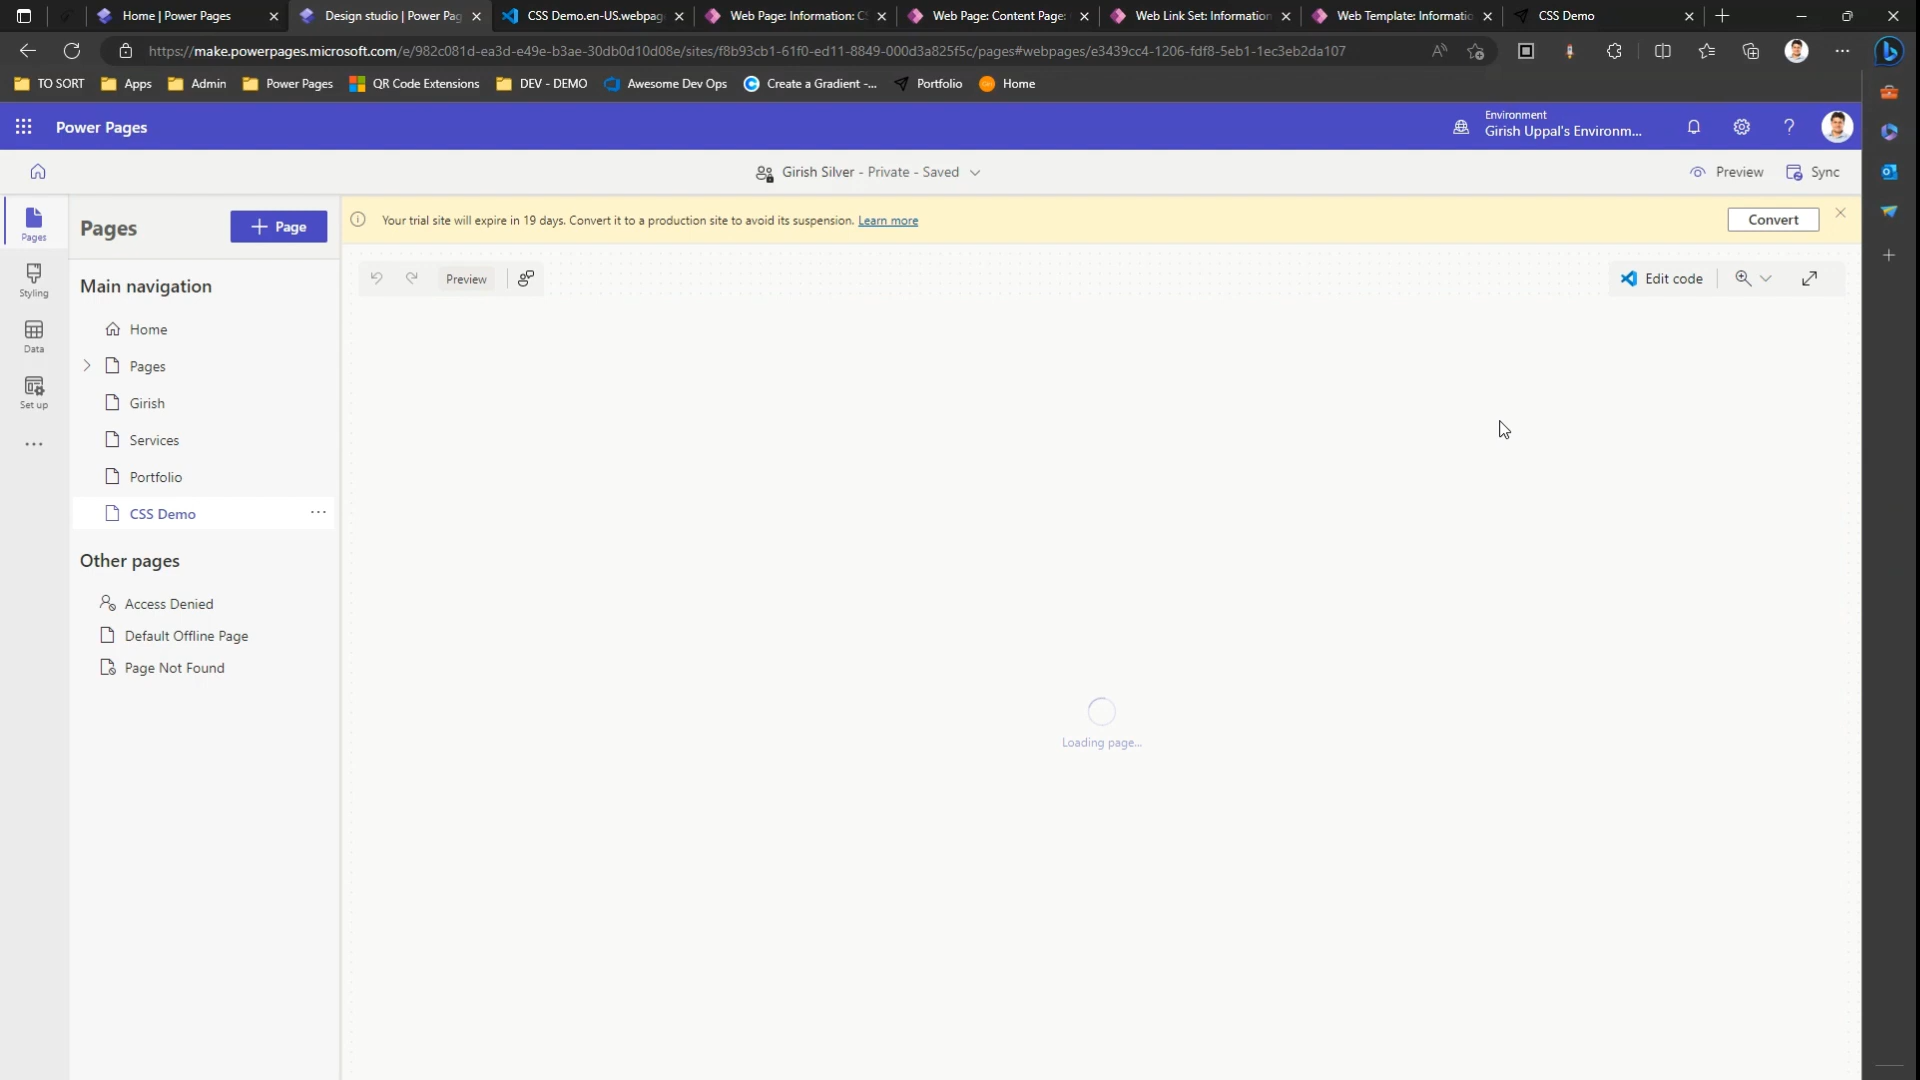 Home | Power Pages
Design studio | Power Pag
CSS Demo.en-US.webpag
Web Page: Information: C
Web Page: Content Page:
Web Link Set: Information
Web Template: Informatio
CSS Demo
https://make.powerpages.microsoft.com/e/982c081d-ea3d-e49e-b3ae-30db0d10d08e/sites/f8b93cb1-61f0-ed11-8849-000d3a825f5c/pages#webpages/e3439cc4-1206-fdf8-5eb1-1ec3eb2da107
TO SORT
Apps
Admin
Power Pages
QR Code Extensions
DEV - DEMO
Awesome Dev Ops
Create a Gradient -...
Portfolio
Home
Power Pages
Environment
Girish Uppal's Environm...
Girish Silver - Private - Saved
Preview
Sync
Pages
Styling
Data
Set up
Pages
+ Page
Your trial site will expire in 19 days. Convert it to a production site to avoid its suspension. Learn more
Convert
Preview
Edit code
Main navigation
Home
Pages
Girish
Services
Portfolio
CSS Demo
Other pages
Access Denied
Default Offline Page
Page Not Found
Loading page...